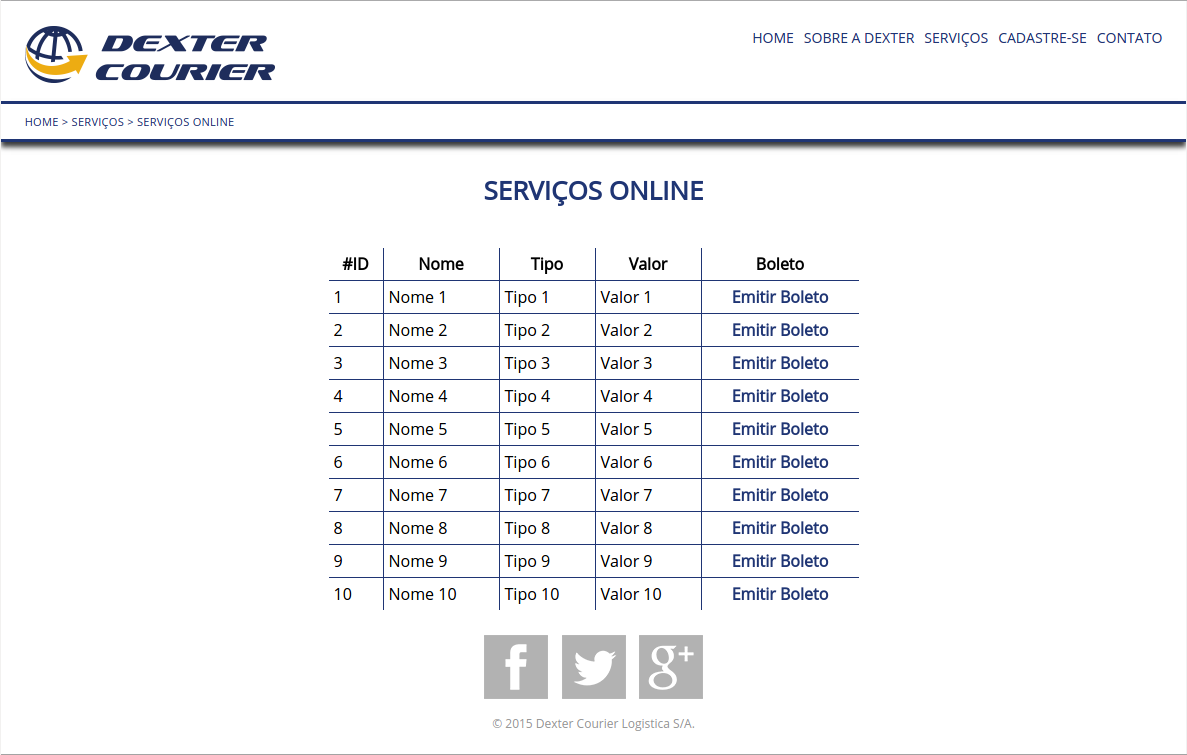 DEXTER
COURIER
HOME SOBRE A DEXTER SERVIÇOS CADASTRE-SE CONTATO
HOME > SERVIÇOS > SERVIÇOS ONLINE
SERVIÇOS ONLINE
#ID Nome Tipo Valor Boleto
1 Nome 1 Tipo 1 Valor 1 Emitir Boleto
2 Nome 2 Tipo 2 Valor 2 Emitir Boleto
3 Nome 3 Tipo 3 Valor 3 Emitir Boleto
4 Nome 4 Tipo 4 Valor 4 Emitir Boleto
5 Nome 5 Tipo 5 Valor 5 Emitir Boleto
6 Nome 6 Tipo 6 Valor 6 Emitir Boleto
7 Nome 7 Tipo 7 Valor 7 Emitir Boleto
8 Nome 8 Tipo 8 Valor 8 Emitir Boleto
9 Nome 9 Tipo 9 Valor 9 Emitir Boleto
10 Nome 10 Tipo 10 Valor 10 Emitir Boleto
f g+
© 2015 Dexter Courier Logistica S/A.